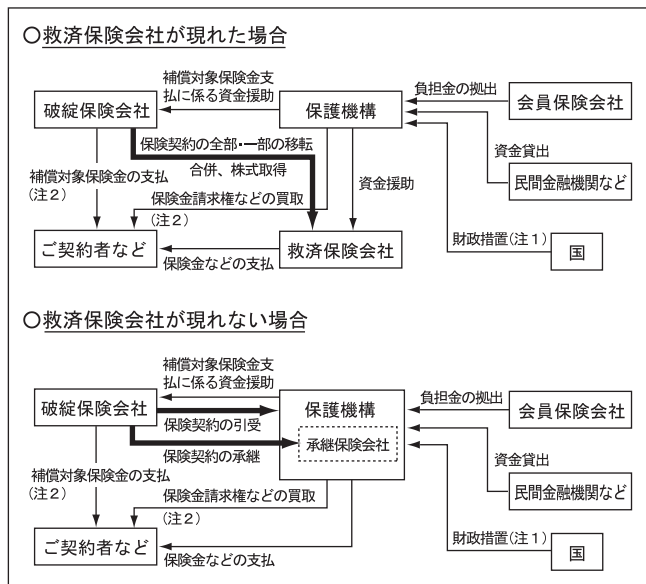 ○救済保険会社が現れた場合
補償対象保険金支
払に係る資金援助
破綻保険会社
保護機構
負担金の拠出
会員保険会社
保険契約の全部・一部の移転
合併、株式取得
補償対象保険金の支払
(注2)
保険金請求権などの買取
(注2)
資金援助
資金貸出
民間金融機関など
ご契約者など
保険金などの支払
救済保険会社
財政措置(注1)
国
○救済保険会社が現れない場合
補償対象保険金支
払に係る資金援助
破綻保険会社
保護機構
負担金の拠出
会員保険会社
保険契約の引受
承継保険会社
保険契約の承継
補償対象保険金の支払
(注2)
保険金請求権などの買取
(注2)
資金貸出
民間金融機関など
ご契約者など
保険金などの支払
財政措置(注1)
国